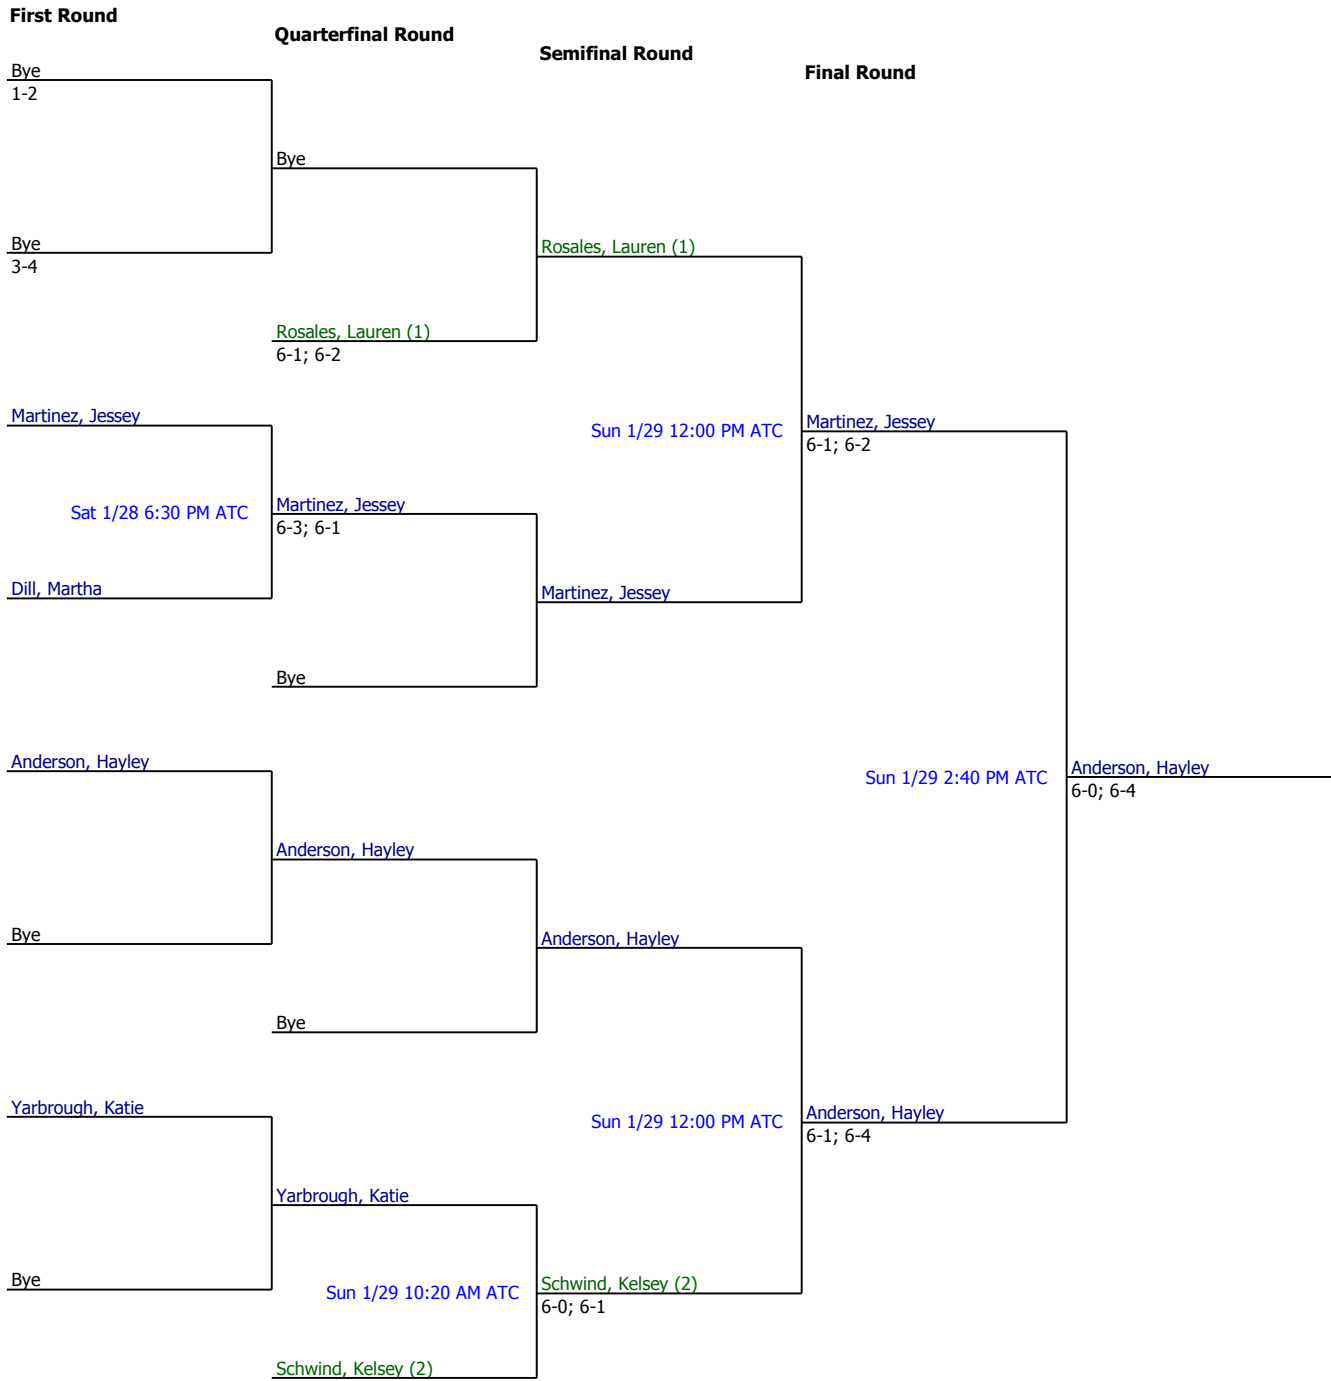 First Round
Quarterfinal Round
Semifinal Round
Final Round
Bye
1-2
Bye
Bye
3-4
Rosales, Lauren (1)
Rosales, Lauren (1)
6-1; 6-2
Martinez, Jessey
Sun 1/29 12:00 PM ATC
Martinez, Jessey
6-1; 6-2
Sat 1/28 6:30 PM ATC
Martinez, Jessey
6-3; 6-1
Dill, Martha
Martinez, Jessey
Bye
Anderson, Hayley
Sun 1/29 2:40 PM ATC
Anderson, Hayley
6-0; 6-4
Anderson, Hayley
Bye
Anderson, Hayley
Bye
Yarbrough, Katie
Sun 1/29 12:00 PM ATC
Anderson, Hayley
6-1; 6-4
Yarbrough, Katie
Bye
Sun 1/29 10:20 AM ATC
Schwind, Kelsey (2)
6-0; 6-1
Schwind, Kelsey (2)